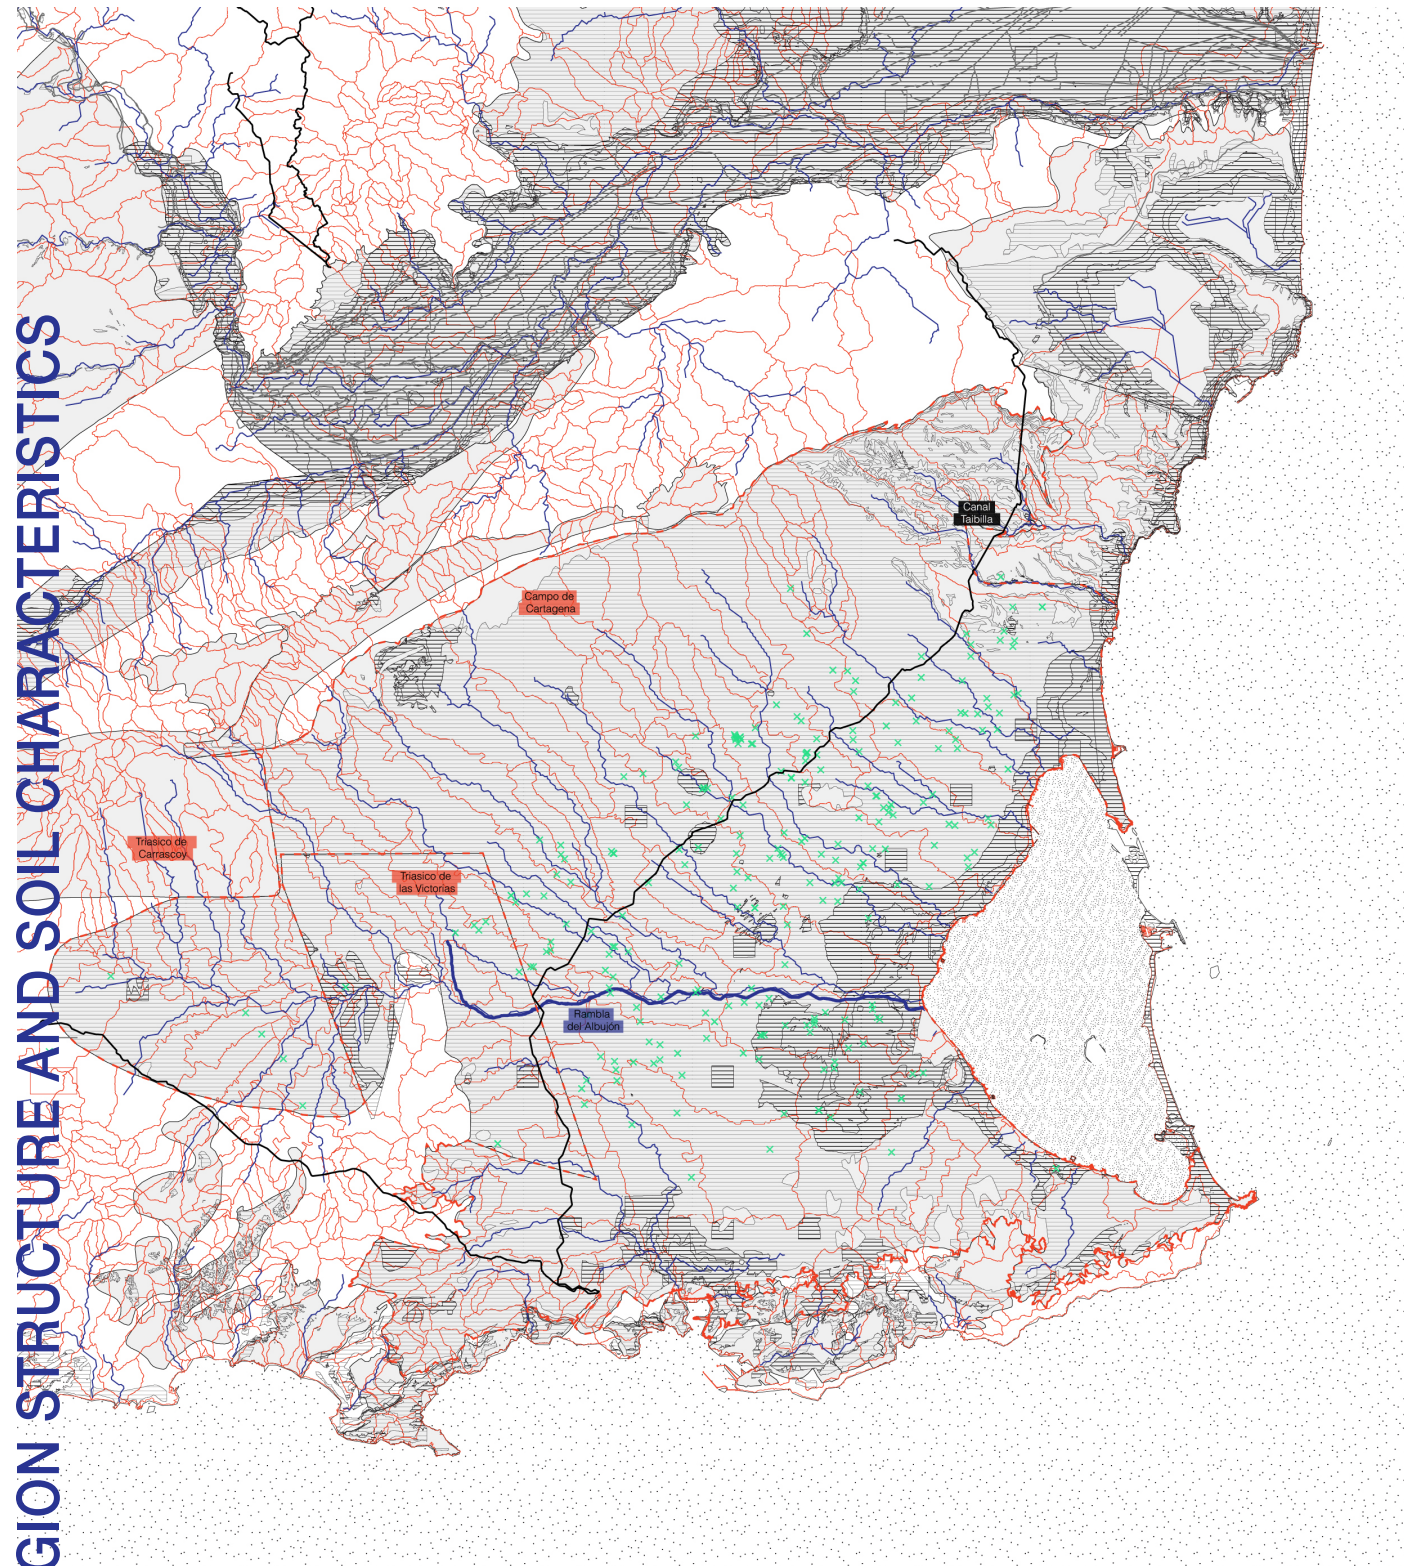 GION STRUCTURE AND SOIL CHARACTERISTICS
Canal
Taibilla
Campo de
Cartagena
Triasico de
Carrascoy
Triasico de
las Victorias
Rambla
del Albujón